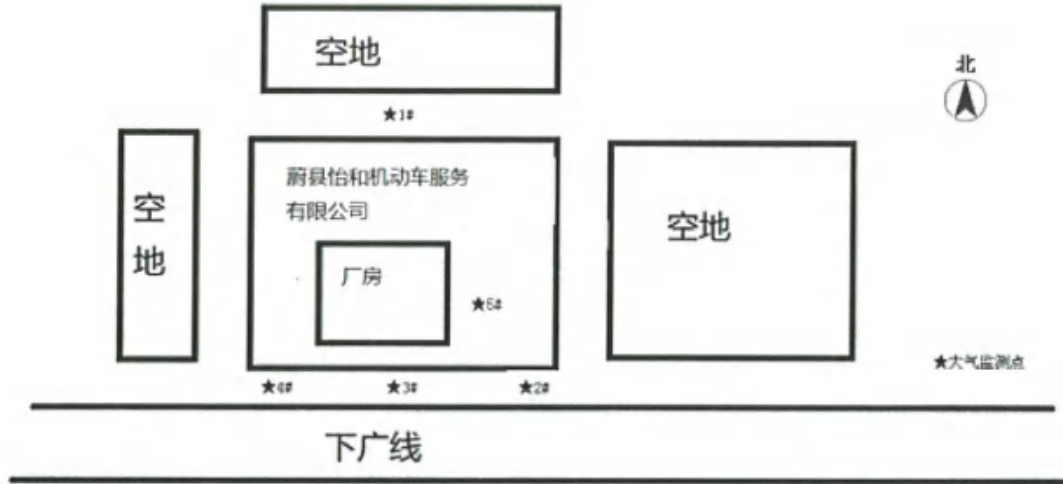 空地
北
★1#
蔚县怡和机动车服务
有限公司
空
地
空地
厂房
★5#
★大气监测点
★4#
★3#
★2#
下广线